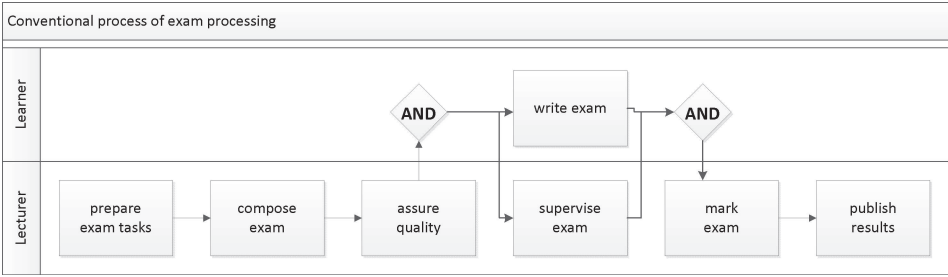 Conventional process of exam processing
Learner
AND
write exam
AND
Lecturer
prepare
exam tasks
compose
exam
assure
quality
supervise
exam
mark
exam
publish
results